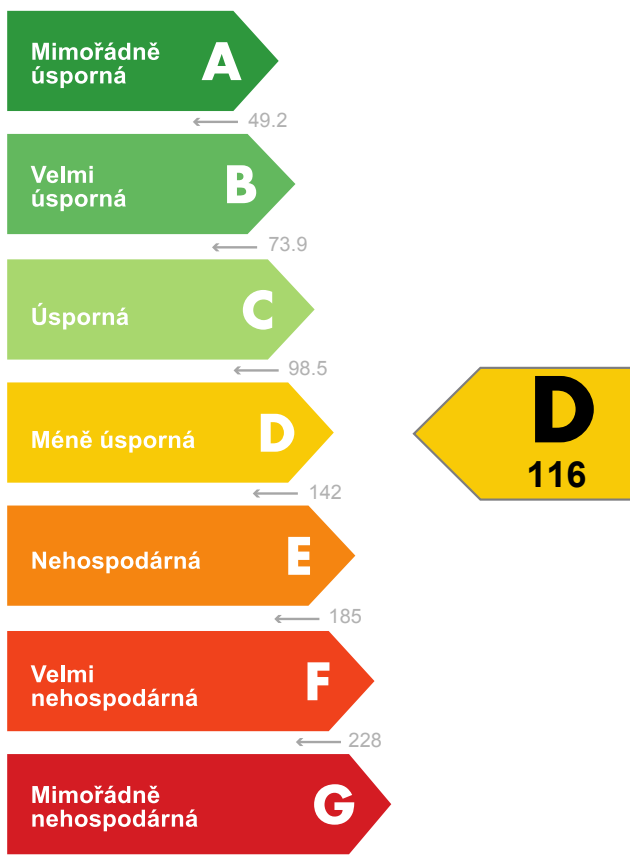 Mimořádně
úsporná
A
49.2
Velmi
úsporná
B
73.9
Úsporná
C
98.5
Méně úsporná
D
142
D
116
Nehospodárná
E
185
Velmi
nehospodárná
F
228
Mimořádně
nehospodárná
G